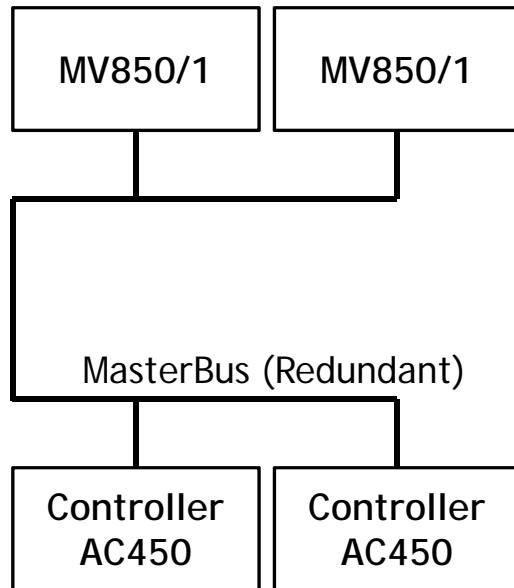 MV850/1
MV850/1
MasterBus (Redundant)
Controller
AC450
Controller
AC450